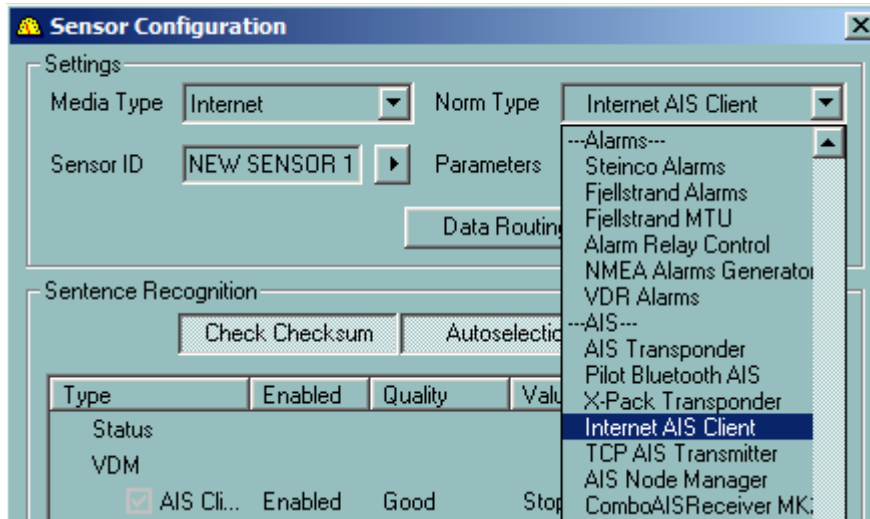 Sensor Configuration
Settings
Media Type Internet Norm Type Internet AIS Client
Sensor ID NEW SENSOR 1 Parameters
Data Routing
---Alarms---
Steinco Alarms
Fjellstrand Alarms
Fjellstrand MTU
Alarm Relay Control
NMEA Alarms Generator
VDR Alarms
---AIS---
AIS Transponder
Pilot Bluetooth AIS
X-Pack Transponder
Internet AIS Client
TCP AIS Transmitter
AIS Node Manager
ComboAISReceiver
Sentence Recognition
Check Checksum
Type Enabled Quality
Status
VDM
AIS Cli... Enabled Good